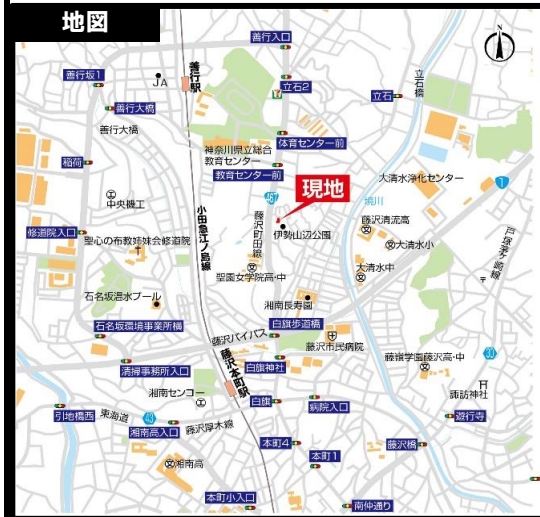 地図
善行入口
善行坂1
JA
善行駅
立石2
立石
立石橋
善行大橋
善行大橋
体育センター前
神奈川県立総合
教育センター
教育センター前
稲荷
中央機工
467
現地
大清水浄化センター
境川
1
小田急江ノ島線
藤沢町田線
伊勢山辺公園
藤沢清流高
大清水小
修道院入口
聖心の布教姉妹会修道院
戸塚茅ケ崎線
聖園女学院高・中
大清水中
石名坂温水プール
湘南長寿園
石名坂環境事業所横
藤沢バイパス
白旗歩道橋
藤沢市民病院
30
清掃事務所入口
藤沢本町駅
白旗神社
藤嶺学園藤沢高・中
諏訪神社
湘南センコー
白旗
病院入口
引地橋西
東海道
43
湘南高入口
藤沢厚木線
遊行寺
本町4
藤沢橋
本町1
湘南高
本町小入口
南仲通り